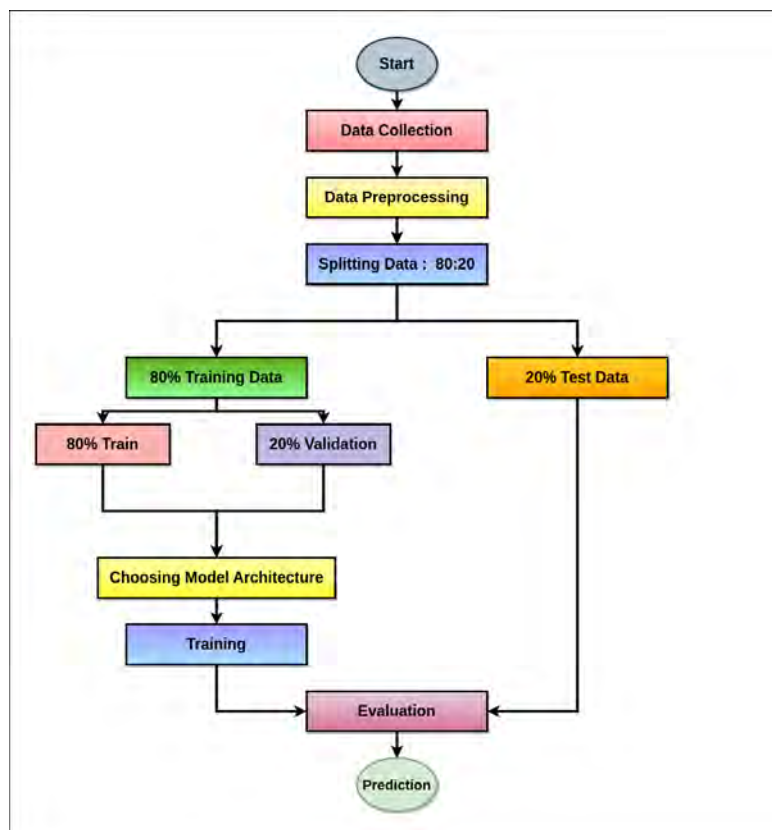 Start
Data Collection
Data Preprocessing
Splitting Data : 80:20
80% Training Data
20% Test Data
80% Train
20% Validation
Choosing Model Architecture
Training
Evaluation
Prediction